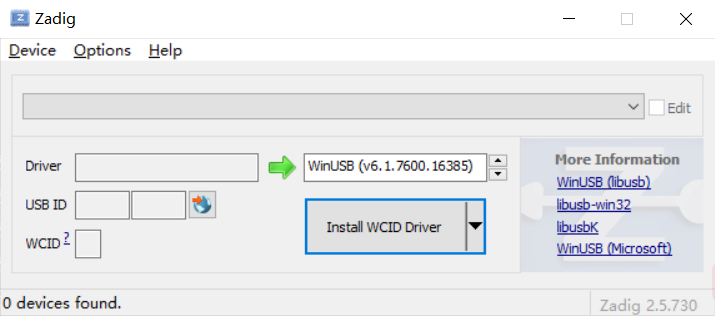 Zadig
Device Options Help
Edit
Driver WinUSB (v6.1.7600.16385)
USB ID
WCID ?
Install WCID Driver
More Information
WinUSB (libusb)
libusb-win32
libusbK
WinUSB (Microsoft)
0 devices found.
Zadig 2.5.730